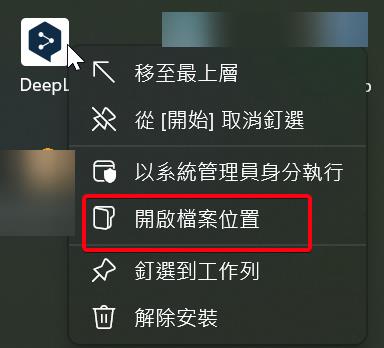 DeepL
移至最上層
從 [開始] 取消釘選
以系統管理員身分執行
開啟檔案位置
釘選到工作列
解除安裝